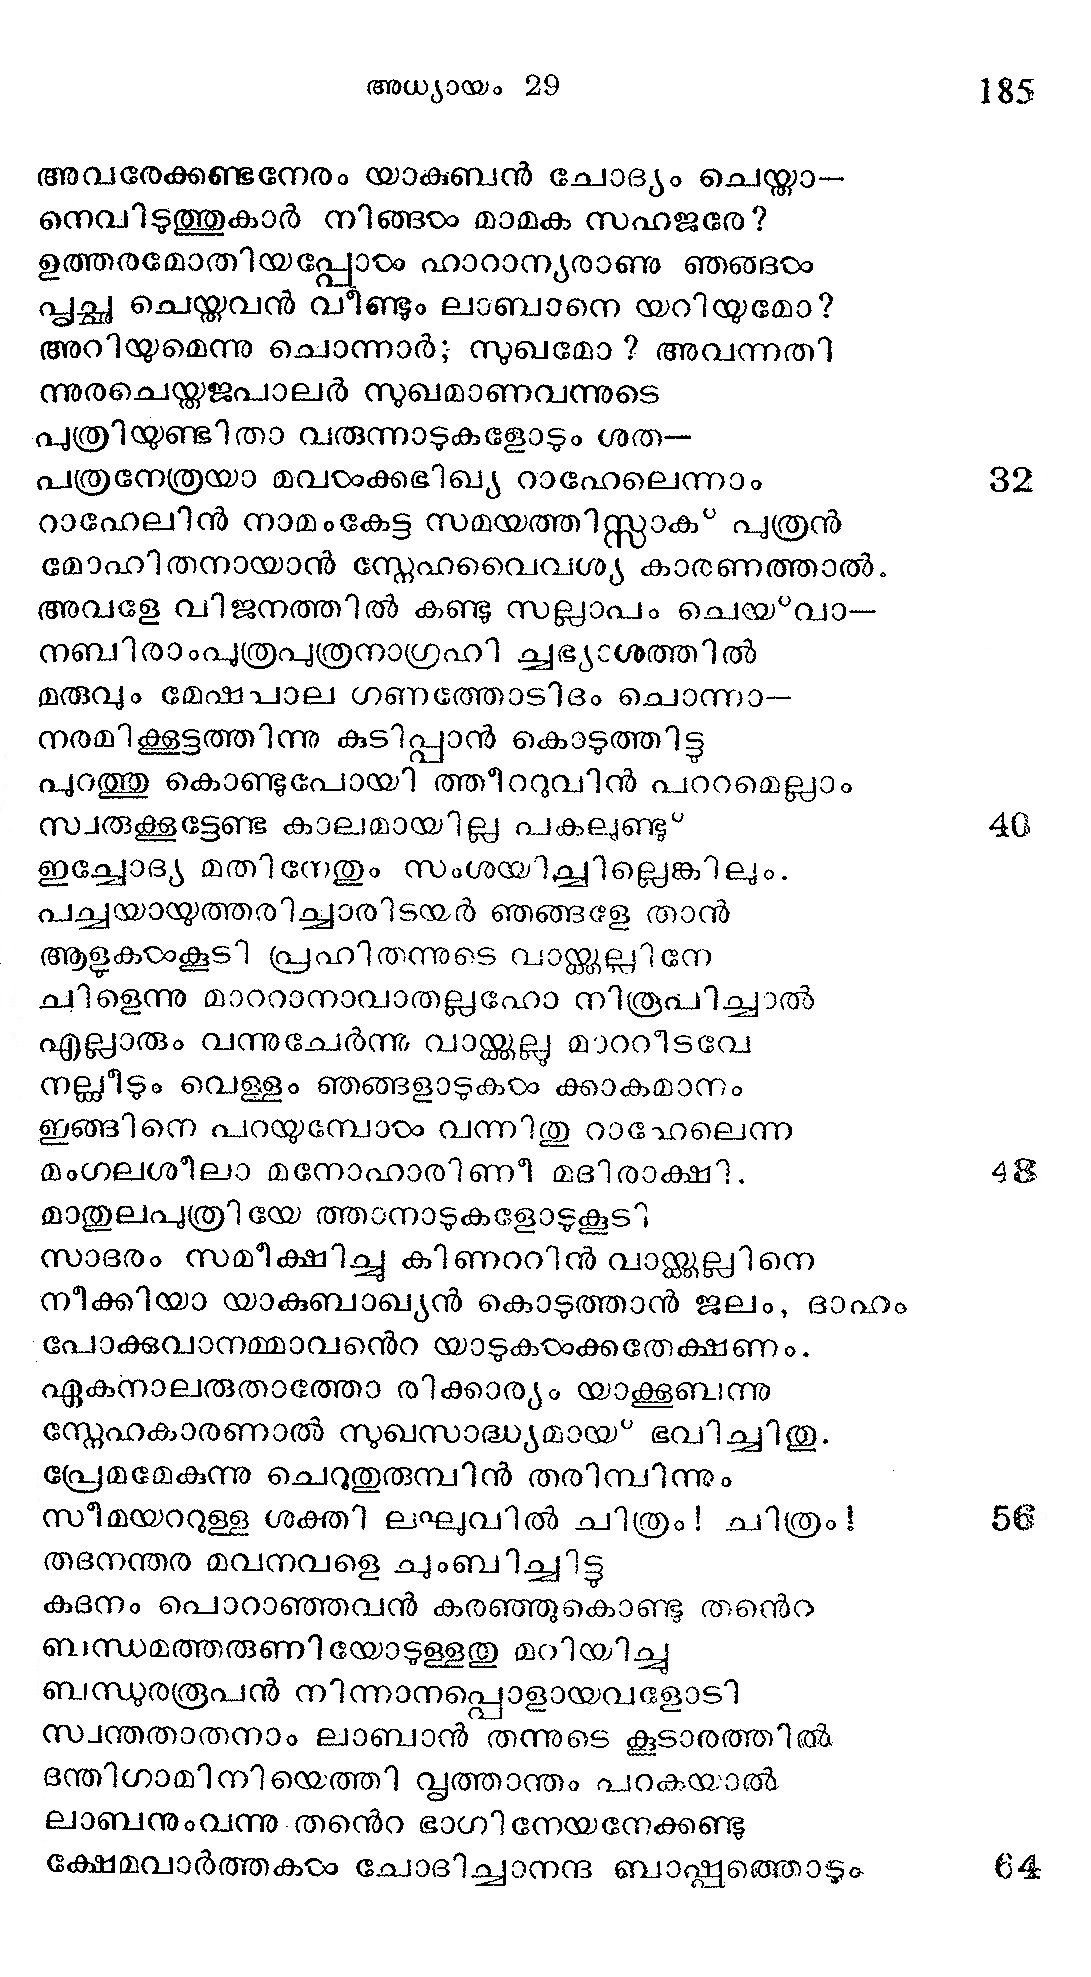 അധ്യായം 29 185
അവരേക്കണ്ടനേരം യാകുബൻ ചോദ്യം ചെയ്താ—
നെവിടുത്തുകാർ നിങ്ങൾ മാമക സഹജരേ?
ഉത്തരമോതിയപ്പോൾ ഹാറാന്യരാണു ഞങ്ങൾ
പൃച്ഛ ചെയ്തവൻ വീണ്ടും ലാബാനെ യറിയുമോ?
അറിയുമെന്നു ചൊന്നാർ; സുഖമോ? അവന്നതി
ന്നുരചെയ്തജപാലർ സുഖമാണവന്നുടെ
പുത്രിയുണ്ടിതാ വരുന്നാടുകളോടും ശത—
പത്രനേത്രയാ മവൾക്കഭിഖ്യ റാഹേലെന്നാം 32
റാഹേലിൻ നാമംകേട്ട സമയത്തിസ്സാക് പുത്രൻ
മോഹിതനായാൻ സ്നേഹവൈവശ്യ കാരണത്താൽ.
അവളേ വിജനത്തിൽ കണ്ടു സല്ലാപം ചെയ്‌വാ—
നബിരാംപുത്രപുത്രനാഗ്രഹി ച്ചഭ്യാശത്തിൽ
മരുവും മേഷപാല ഗണത്തോടിദം ചൊന്നാ—
നരമിക്കൂട്ടത്തിന്നു കുടിപ്പാൻ കൊടുത്തിട്ടു
പുറത്തു കൊണ്ടുപോയി ത്തീററുവിൻ പററമെല്ലാം
സ്വരുക്കൂട്ടേണ്ട കാലമായില്ല പകലുണ്ടു് 40
ഇച്ചോദ്യ മതിനേതും സംശയിച്ചില്ലെങ്കിലും.
പച്ചയായുത്തരിച്ചാരിടയർ ഞങ്ങളേ താൻ
ആളുകൾകൂടി പ്രഹിതന്നുടെ വായ്ക്കല്ലിനേ
ചിളെന്നു മാററാനാവാതല്ലഹോ നിരൂപിച്ചാൽ
എല്ലാരും വന്നുചേർന്നു വായ്ക്കല്ലു മാററീടവേ
നല്ലീടും വെള്ളം ഞങ്ങളാടുകൾ ക്കാകമാനം
ഇങ്ങിനെ പറയുമ്പോൾ വന്നിതു റാഹേലെന്ന
മംഗലശീലാ മനോഹാരിണീ മദിരാക്ഷി. 48
മാതുലപുത്രിയേ ത്താനാടുകളോടുകൂടി
സാദരം സമീക്ഷിച്ചു കിണററിൻ വായ്ക്കല്ലിനെ
നീക്കിയാ യാകുബാഖ്യൻ കൊടുത്താൻ ജലം, ദാഹം
പോക്കുവാനമ്മാവൻെറ യാടുകൾക്കതേക്ഷണം.
ഏകനാലരുതാത്തോ രിക്കാര്യം യാക്കൂബന്നു
സ്നേഹകാരണാൽ സുഖസാദ്ധ്യമായ് ഭവിച്ചിതു.
പ്രേമമേകുന്നു ചെറുതുരുമ്പിൻ തരിമ്പിന്നും
സീമയററുള്ള ശക്തി ലഘുവിൽ ചിത്രം! ചിത്രം! 56
തദനന്തര മവനവളെ ചുംബിച്ചിട്ടു
കദനം പൊറാഞ്ഞവൻ കരഞ്ഞുകൊണ്ടു തൻെറ
ബന്ധമത്തരുണിയോടുള്ളതു മറിയിച്ചു
ബന്ധുരരൂപൻ നിന്നാനപ്പൊളായവളോടി
സ്വന്തതാതനാം ലാബാൻ തന്നുടെ കൂടാരത്തിൽ
ദന്തിഗാമിനിയെത്തി വൃത്താന്തം പറകയാൽ
ലാബനുംവന്നു തൻെറ ഭാഗിനേയനേക്കണ്ടു
ക്ഷേമവാർത്തകൾ ചോദിച്ചാനന്ദ ബാഷ്പത്തൊടും 64